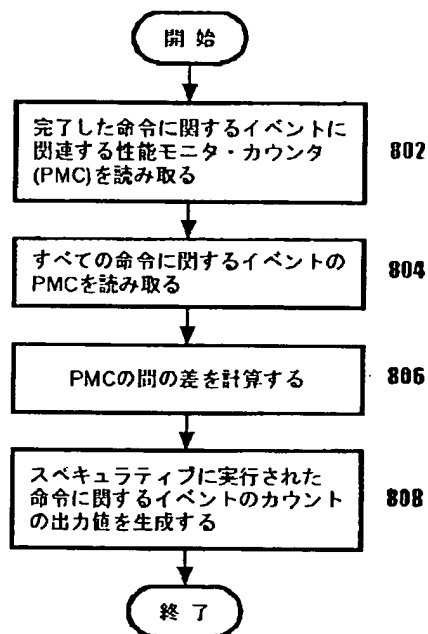 開 始
完了した命令に関するイベントに
関連する性能モニタ・カウンタ
(PMC)を読み取る
802
すべての命令に関するイベントの
PMCを読み取る
804
PMCの間の差を計算する
806
スペキュラティブに実行された
命令に関するイベントのカウント
の出力値を生成する
808
終 了